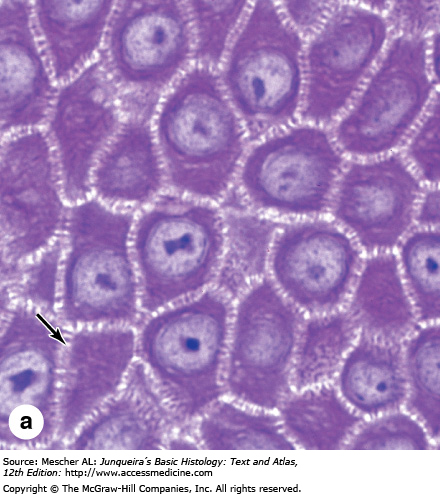 a
Source: Mescher AL: Junqueira´s Basic Histology: Text and Atlas,
12th Edition: http://www.accessmedicine.com
Copyright © The McGraw-Hill Companies, Inc. All rights reserved.